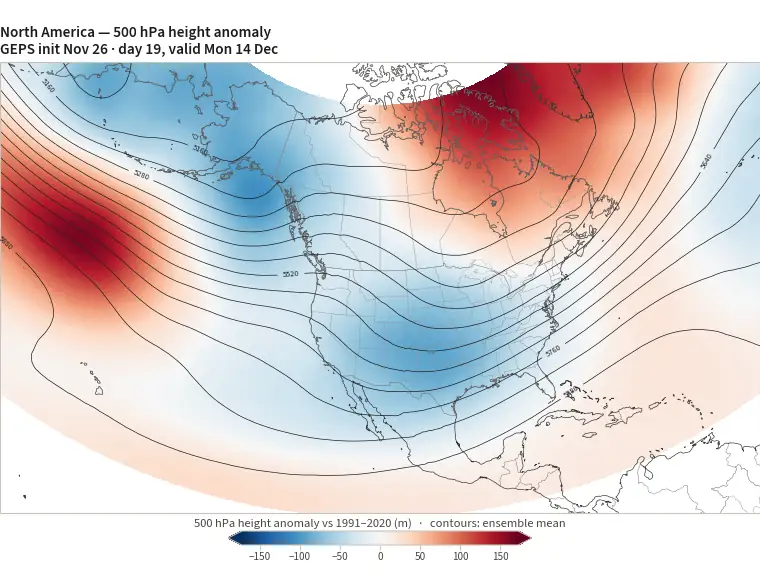 North America — 500 hPa height anomaly
GEPS init Nov 26 · day 19, valid Mon 14 Dec
5160
5160
5280
5640
5520
5760
500 hPa height anomaly vs 1991–2020 (m) · contours: ensemble mean
−150 −100 −50 0 50 100 150